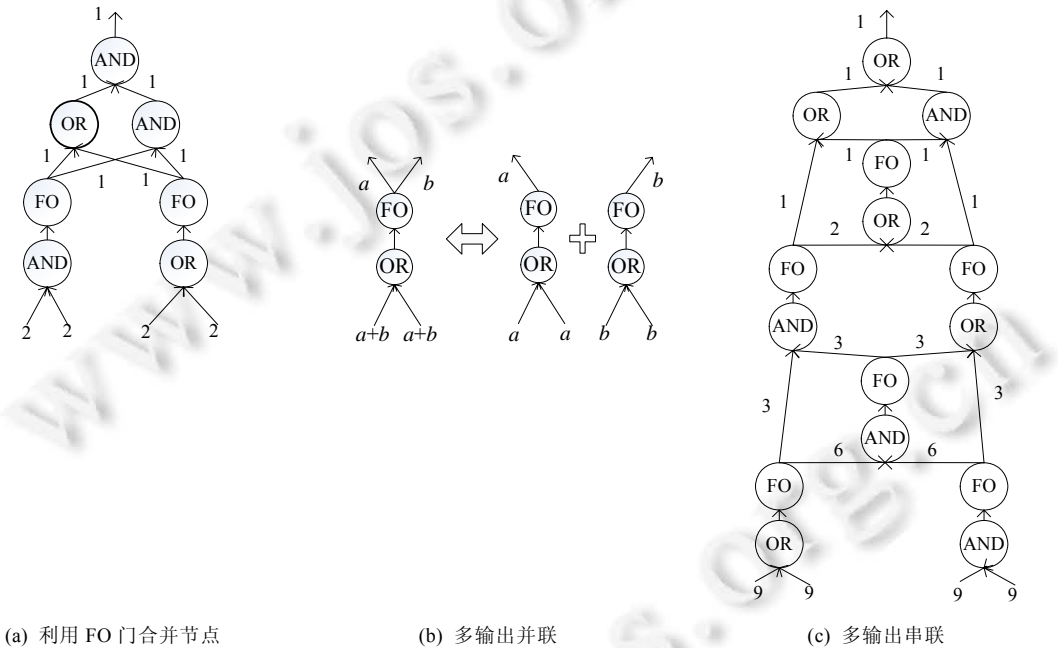 1
AND
1 1
OR AND
1 1 1 1
FO FO
AND OR
2 2 2 2
(a) 利用 FO 门合并节点
a b a b
FO FO FO
OR OR OR
a+b a+b a a b b
(b) 多输出并联
1
OR
1 1
OR AND
1 1
FO
1 1
OR
2 2
FO FO
AND OR
3 3
FO
3 3
AND
6 6
FO FO
OR AND
9 9 9 9
(c) 多输出串联
www.jos.org.cn